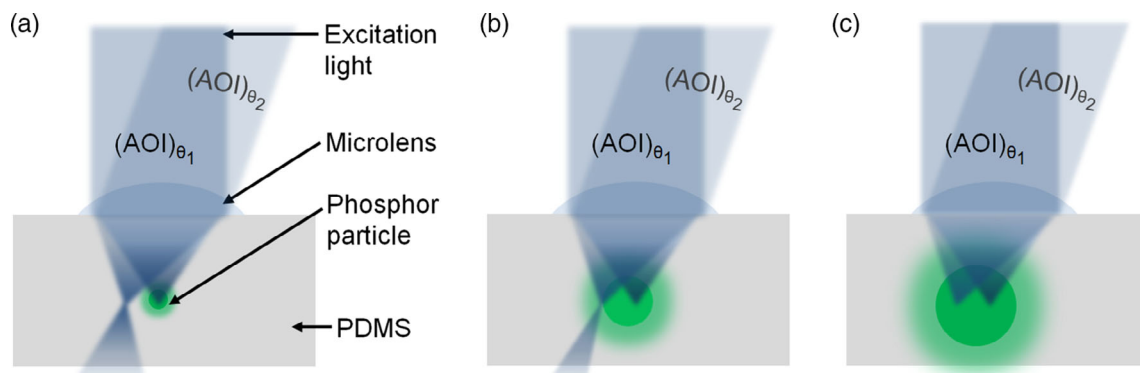 (a)
Excitation
light
(AOI)θ2
(AOI)θ1
Microlens
Phosphor
particle
PDMS
(b)
(AOI)θ2
(AOI)θ1
(c)
(AOI)θ2
(AOI)θ1